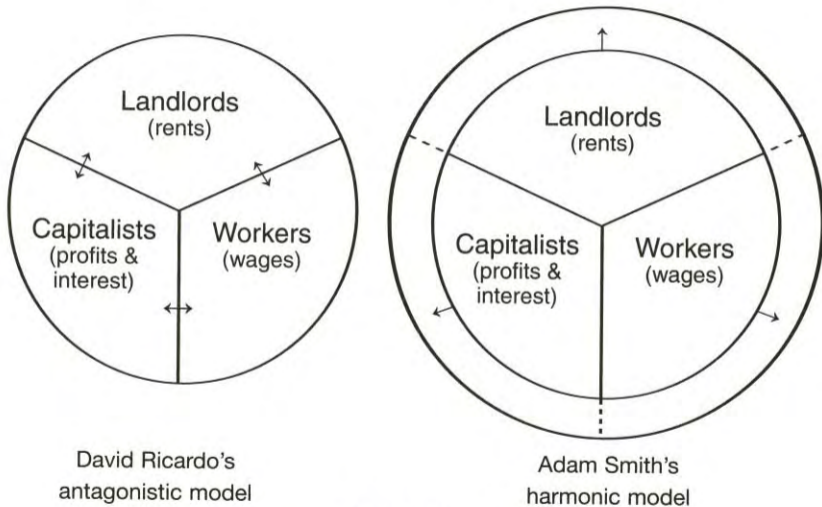 Landlords
(rents)
Capitalists
(profits &
interest)
Workers
(wages)
David Ricardo's
antagonistic model
Landlords
(rents)
Capitalists
(profits &
interest)
Workers
(wages)
Adam Smith's
harmonic model